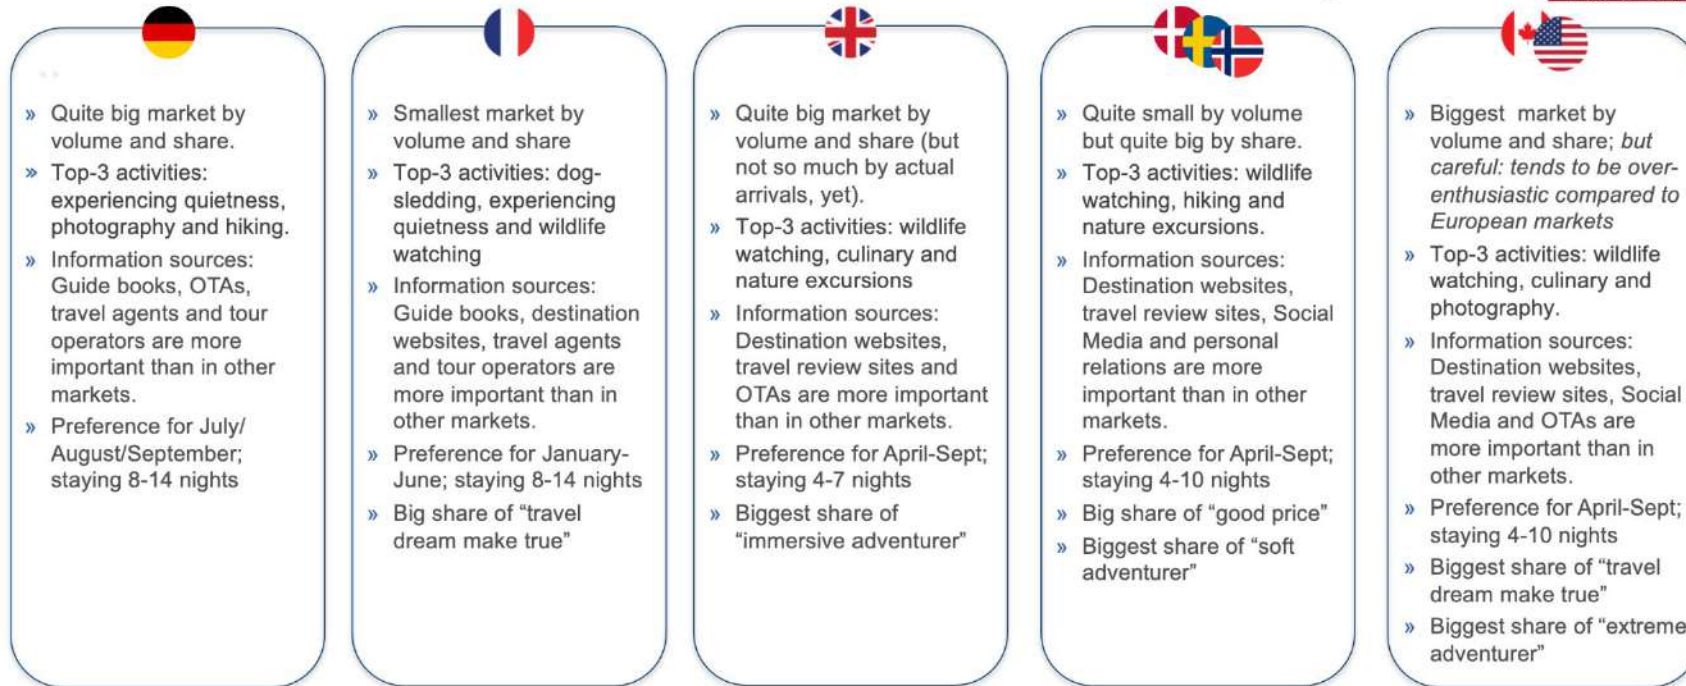 » Quite big market by
volume and share.
» Top-3 activities:
experiencing quietness,
photography and hiking.
» Information sources:
Guide books, OTAs,
travel agents and tour
operators are more
important than in other
markets.
» Preference for July/
August/September;
staying 8-14 nights
» Smallest market by
volume and share
» Top-3 activities: dog-
sledding, experiencing
quietness and wildlife
watching
» Information sources:
Guide books, destination
websites, travel agents
and tour operators are
more important than in
other markets.
» Preference for January-
June; staying 8-14 nights
» Big share of “travel
dream make true”
» Quite big market by
volume and share (but
not so much by actual
arrivals, yet).
» Top-3 activities: wildlife
watching, culinary and
nature excursions
» Information sources:
Destination websites,
travel review sites and
OTAs are more important
than in other markets.
» Preference for April-Sept;
staying 4-7 nights
» Biggest share of
“immersive adventurer”
» Quite small by volume
but quite big by share.
» Top-3 activities: wildlife
watching, hiking and
nature excursions.
» Information sources:
Destination websites,
travel review sites, Social
Media and personal
relations are more
important than in other
markets.
» Preference for April-Sept;
staying 4-10 nights
» Big share of “good price”
» Biggest share of “soft
adventurer”
» Biggest market by
volume and share; but
careful: tends to be over-
enthusiastic compared to
European markets
» Top-3 activities: wildlife
watching, culinary and
photography.
» Information sources:
Destination websites,
travel review sites, Social
Media and OTAs are
more important than in
other markets.
» Preference for April-Sept;
staying 4-10 nights
» Biggest share of “travel
dream make true”
» Biggest share of “extreme
adventurer”